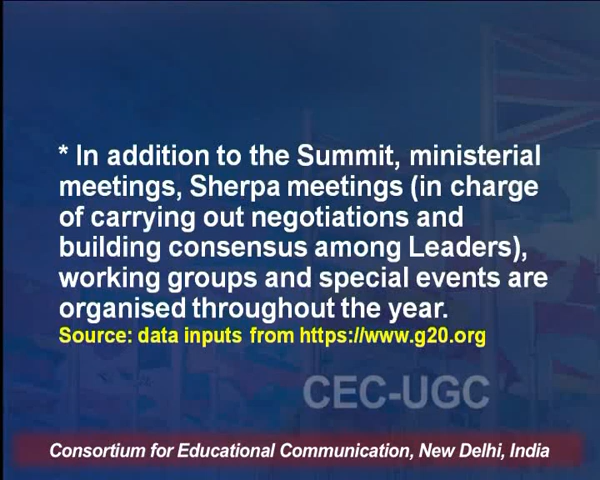 * In addition to the Summit, ministerial
meetings, Sherpa meetings (in charge
of carrying out negotiations and
building consensus among Leaders),
working groups and special events are
organised throughout the year.
Source: data inputs from https://www.g20.org
CEC-UGC
Consortium for Educational Communication, New Delhi, India